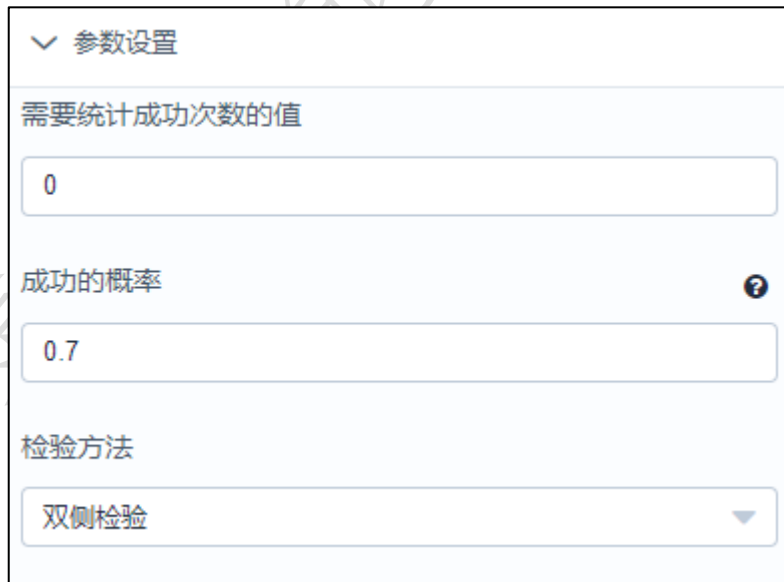 参数设置
需要统计成功次数的值
0
成功的概率
0.7
检验方法
双侧检验